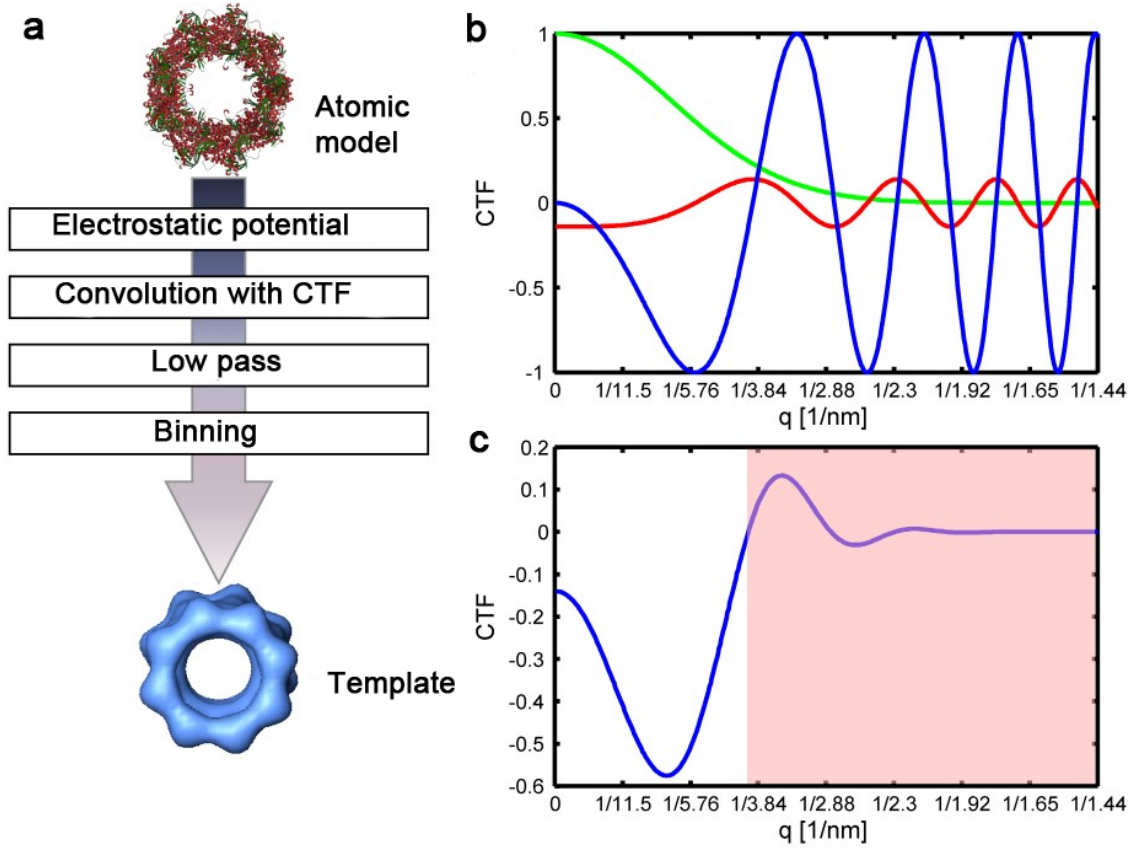 a
Atomic
model
Electrostatic potential
Convolution with CTF
Low pass
Binning
Template
b
1
0.5
0
-0.5
-1
CTF
0 1/11.5 1/5.76 1/3.84 1/2.88 1/2.3 1/1.92 1/1.65 1/1.44
q [1/nm]
c
0.2
0.1
0
-0.1
-0.2
-0.3
-0.4
-0.5
-0.6
CTF
0 1/11.5 1/5.76 1/3.84 1/2.88 1/2.3 1/1.92 1/1.65 1/1.44
q [1/nm]